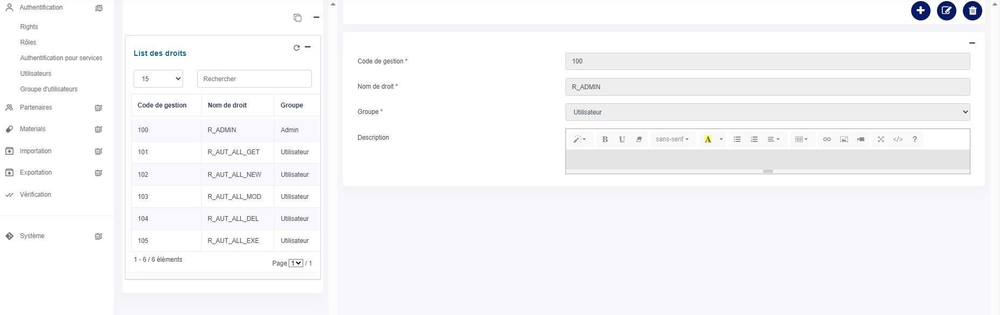 Authentification
Rights
Rôles
Authentification pour services
Utilisateurs
Groupe d'utilisateurs
Partenaires
Materials
Importation
Exportation
Vérification
Système
List des droits
15
Rechercher
Code de gestion Nom de droit Groupe
100 R_ADMIN Admin
101 R_AUT_ALL_GET Utilisateur
102 R_AUT_ALL_NEW Utilisateur
103 R_AUT_ALL_MOD Utilisateur
104 R_AUT_ALL_DEL Utilisateur
105 R_AUT_ALL_EXE Utilisateur
1 - 6 / 6 éléments
Page 1 / 1
Code de gestion * 100
Nom de droit * R_ADMIN
Groupe * Utilisateur
Description
B U sans-serif A </> ?